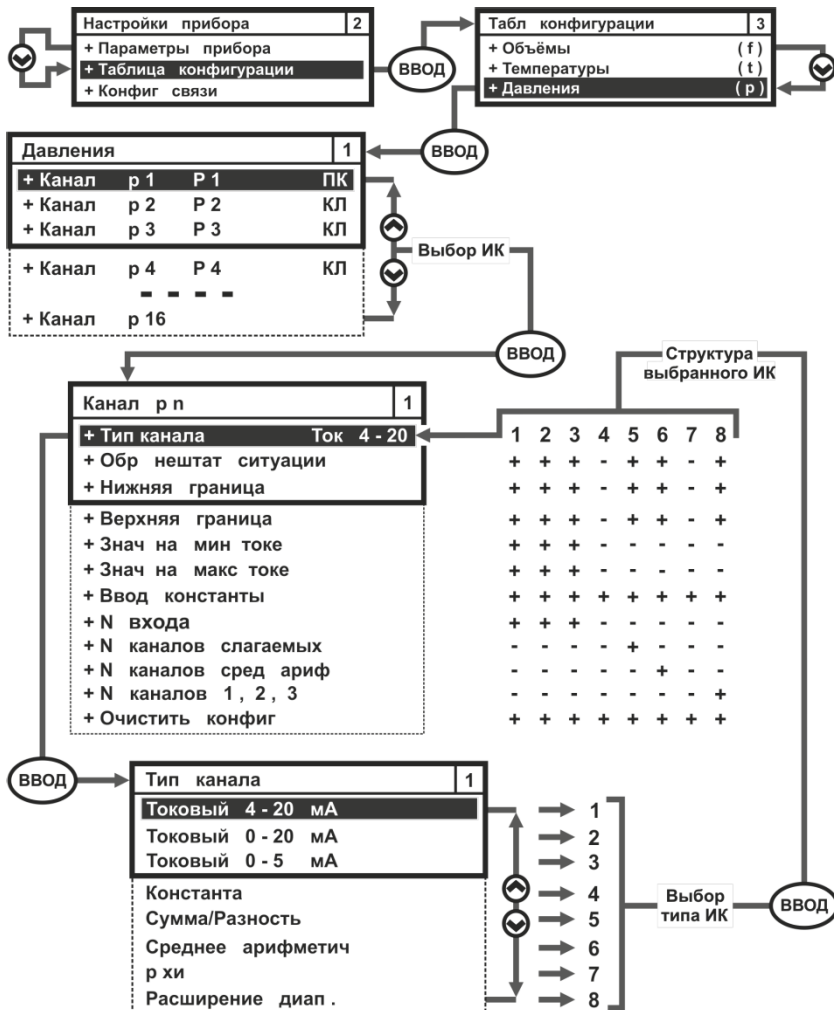 Настройки прибора 2
+ Параметры прибора
+ Таблица конфигурации
+ Конфиг связи
ВВОД
Табл конфигурации 3
+ Объёмы ( f )
+ Температуры ( t )
+ Давления ( p )
ВВОД
Давления 1
+ Канал p 1 P 1 ПК
+ Канал p 2 P 2 КЛ
+ Канал p 3 P 3 КЛ
+ Канал p 4 P 4 КЛ
- - - -
+ Канал p 16
Выбор ИК
ВВОД
Структура
выбранного ИК
Канал p n 1
+ Тип канала Ток 4 - 20
+ Обр нештат ситуации
+ Нижняя граница
+ Верхняя граница
+ Знач на мин токе
+ Знач на макс токе
+ Ввод константы
+ N входа
+ N каналов слагаемых
+ N каналов сред ариф
+ N каналов 1 , 2 , 3
+ Очистить конфиг
1 2 3 4 5 6 7 8
+ + + - + + - +
+ + + - + + - +
+ + + - + + - +
+ + + - - - - -
+ + + - - - - -
+ + + + + + + +
+ + + - - - - -
- - - - + - - -
- - - - - + - -
- - - - - - - +
+ + + + + + + +
ВВОД
Тип канала 1
Токовый 4 - 20 мА
Токовый 0 - 20 мА
Токовый 0 - 5 мА
Константа
Сумма/Разность
Среднее арифметич
р хи
Расширение диап .
1
2
3
4
5
6
7
8
Выбор
типа ИК
ВВОД